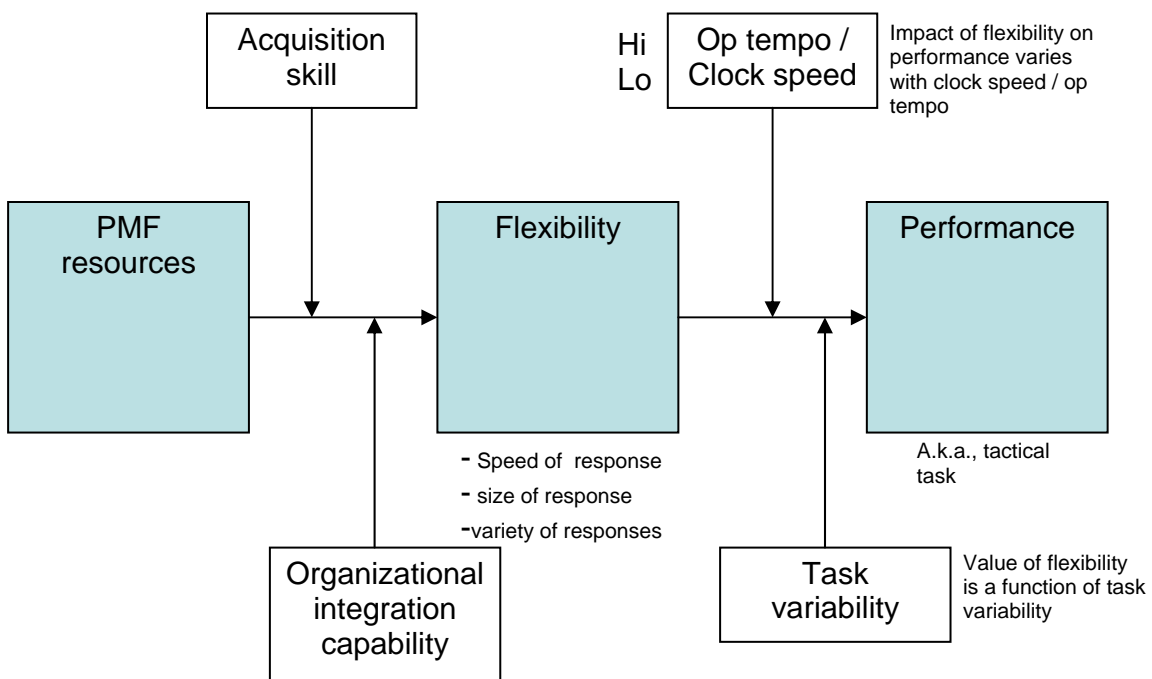 Acquisition
skill
Hi
Lo
Op tempo /
Clock speed
Impact of flexibility on
performance varies
with clock speed / op
tempo
PMF
resources
Flexibility
Performance
- Speed of response
- size of response
-variety of responses
A.k.a., tactical
task
Organizational
integration
capability
Task
variability
Value of flexibility
is a function of task
variability